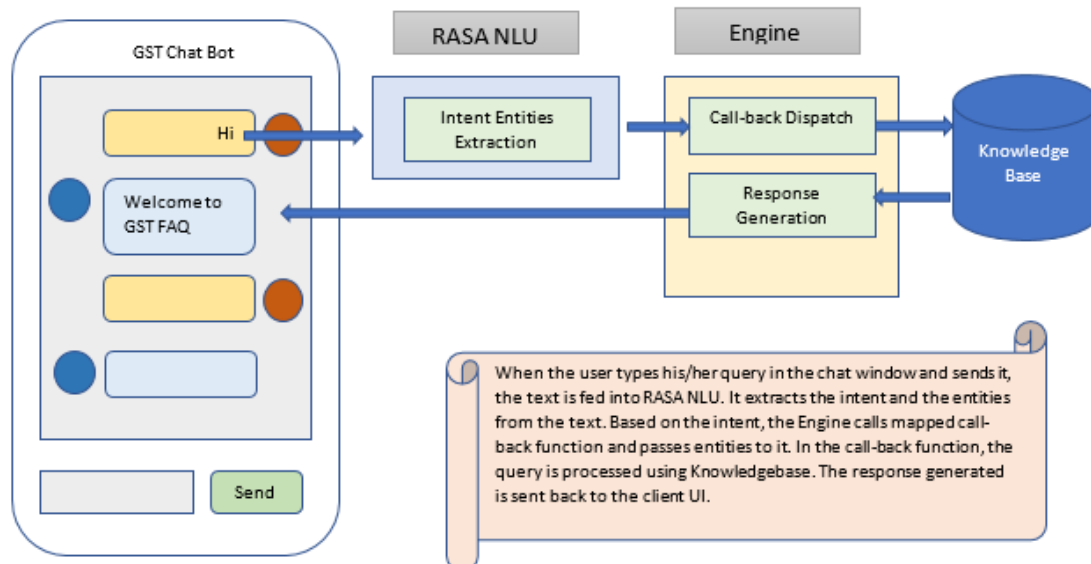 RASA NLU
Engine
GST Chat Bot
Hi
Intent Entities
Extraction
Call-back Dispatch
Knowledge
Base
Welcome to
GST FAQ
Response
Generation
When the user types his/her query in the chat window and sends it,
the text is fed into RASA NLU. It extracts the intent and the entities
from the text. Based on the intent, the Engine calls mapped call-
back function and passes entities to it. In the call-back function, the
query is processed using Knowledgebase. The response generated
is sent back to the client UI.
Send